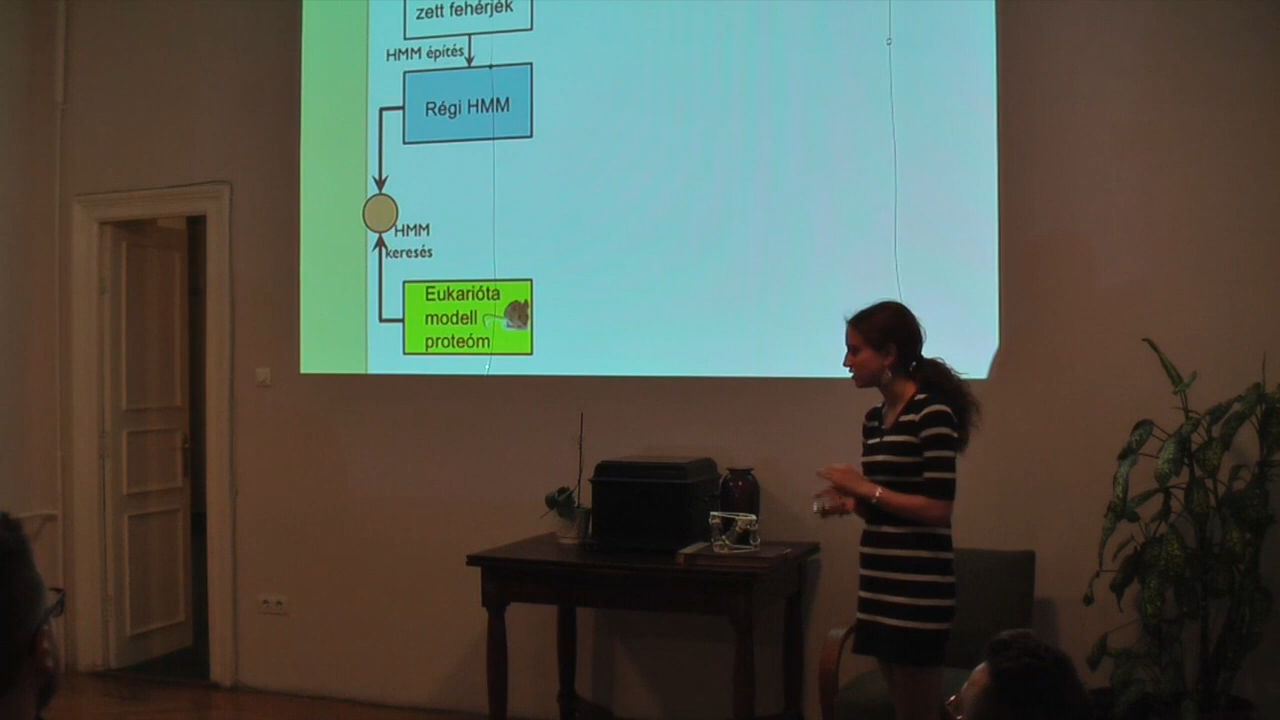 zett fehérjék
HMM építés
Régi HMM
HMM
keresés
Eukarióta
modell
proteóm